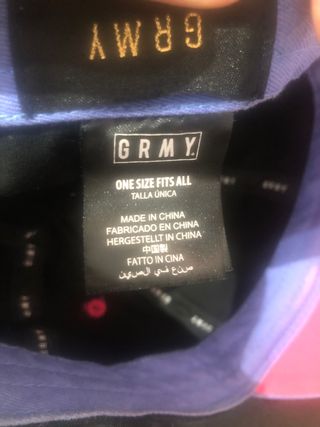 GRMY
GRMY
ONE SIZE FITS ALL
TALLA ÚNICA
MADE IN CHINA
FABRICADO EN CHINA
HERGESTELLT IN CHINA
中国製
FATTO IN CINA
صنع في الصين